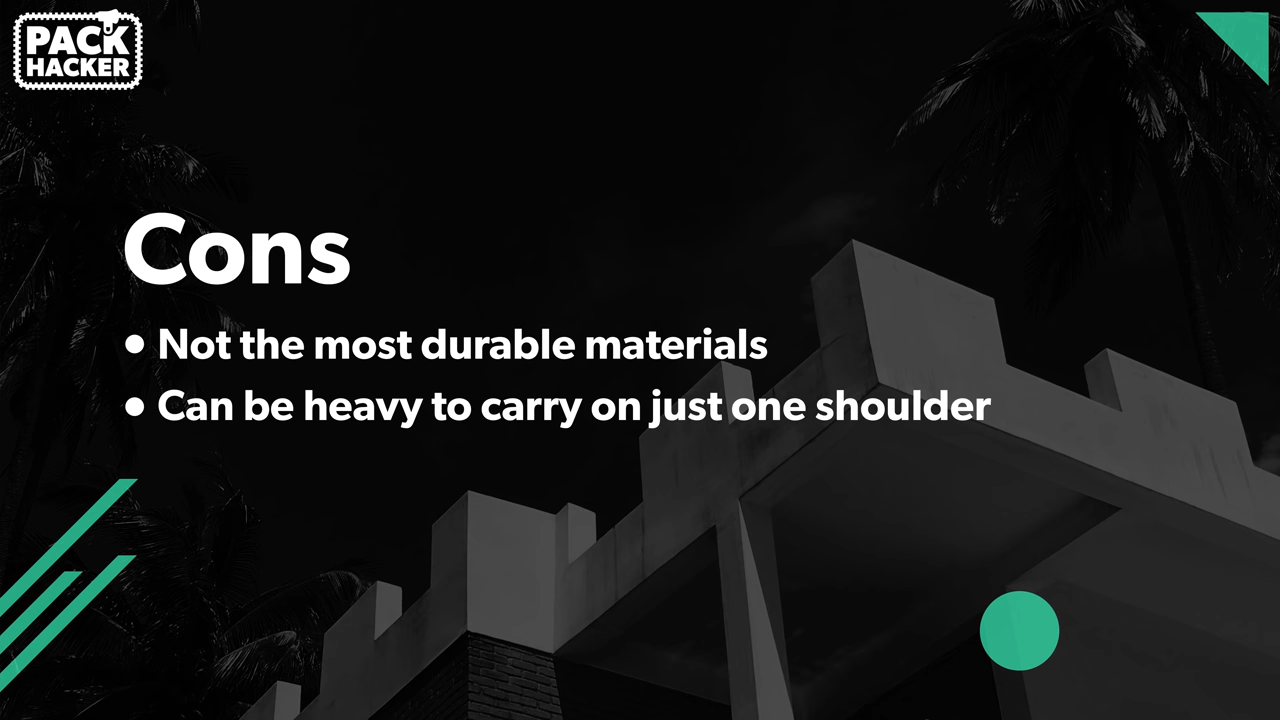 PACK
HACKER
Cons
• Not the most durable materials
• Can be heavy to carry on just one shoulder